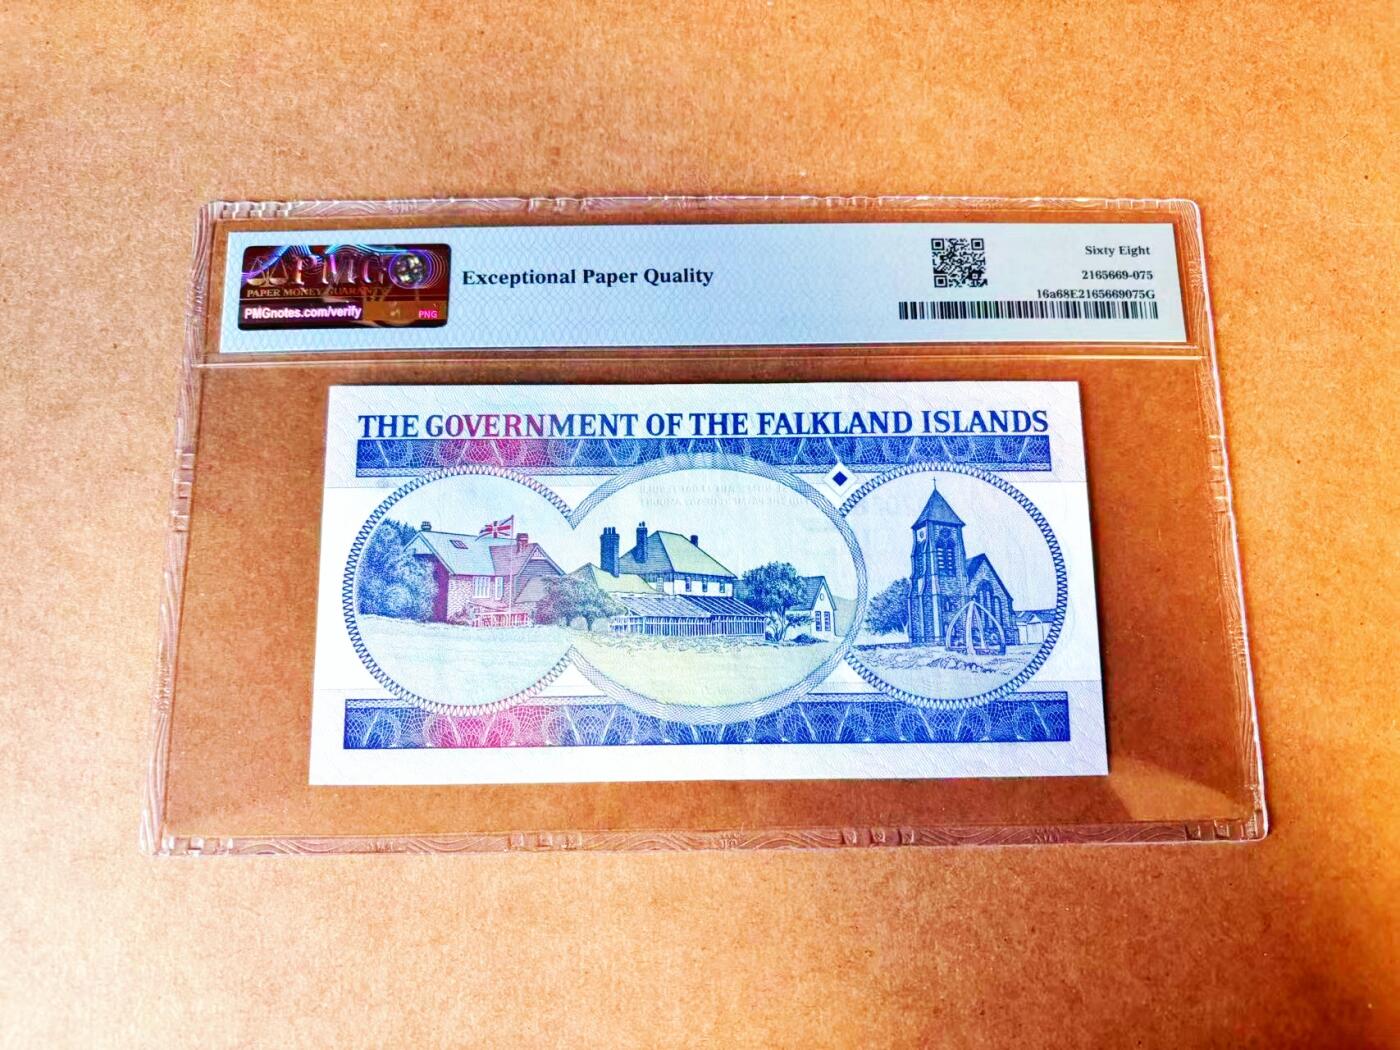 PMG
PAPER MONEY GUARANTY
PMGnotes.com/verify
PNG
Exceptional Paper Quality
Sixty Eight
2165669-075
16a68E2165669075G
THE GOVERNMENT OF THE FALKLAND ISLANDS